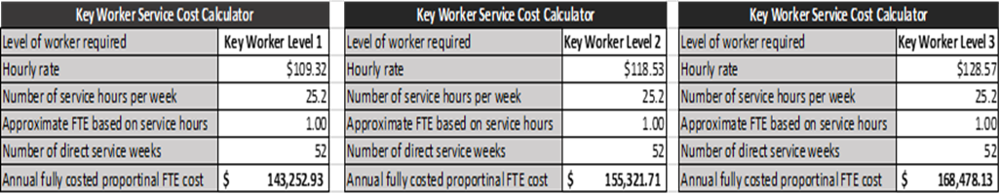 Key Worker Service Cost Calculator
Level of worker required Key Worker Level 1
Hourly rate $109.32
Number of service hours per week 25.2
Approximate FTE based on service hours 1.00
Number of direct service weeks 52
Annual fully costed proportinal FTE cost $ 143,252.93
Key Worker Service Cost Calculator
Level of worker required Key Worker Level 2
Hourly rate $118.53
Number of service hours per week 25.2
Approximate FTE based on service hours 1.00
Number of direct service weeks 52
Annual fully costed proportinal FTE cost $ 155,321.71
Key Worker Service Cost Calculator
Level of worker required Key Worker Level 3
Hourly rate $128.57
Number of service hours per week 25.2
Approximate FTE based on service hours 1.00
Number of direct service weeks 52
Annual fully costed proportinal FTE cost $ 168,478.13